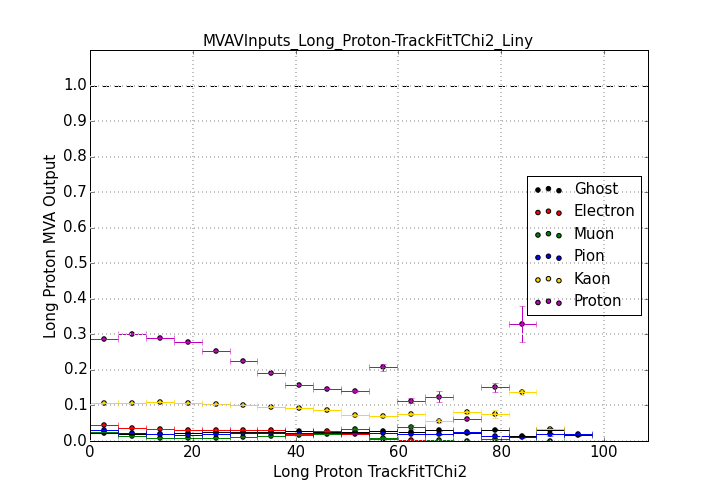 MVAVInputs_Long_Proton-TrackFitTChi2_Liny
1.0
0.9
0.8
0.7
0.6
0.5
0.4
0.3
0.2
0.1
0.0
Long Proton MVA Output
Ghost
Electron
Muon
Pion
Kaon
Proton
0 20 40 60 80 100
Long Proton TrackFitTChi2